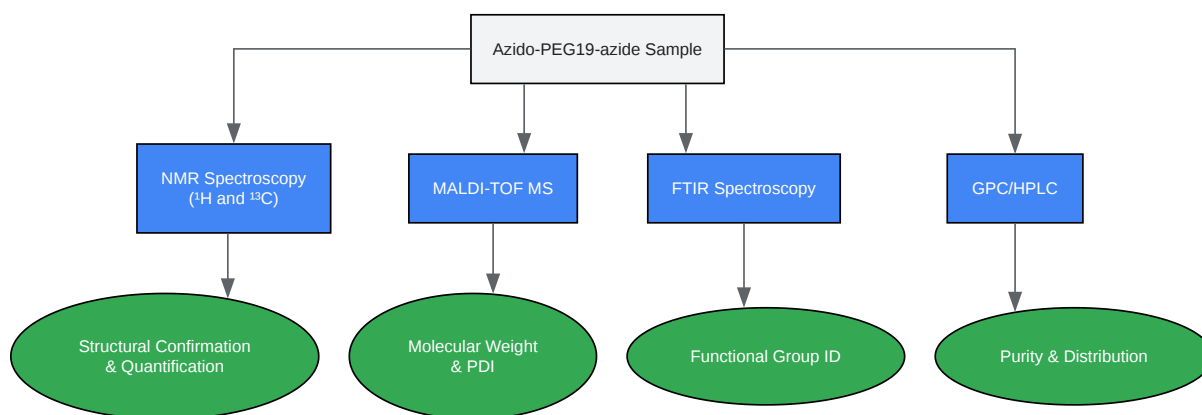 Azido-PEG19-azide Sample
NMR Spectroscopy
(¹H and ¹³C)
MALDI-TOF MS
FTIR Spectroscopy
GPC/HPLC
Structural Confirmation
& Quantification
Molecular Weight
& PDI
Functional Group ID
Purity & Distribution